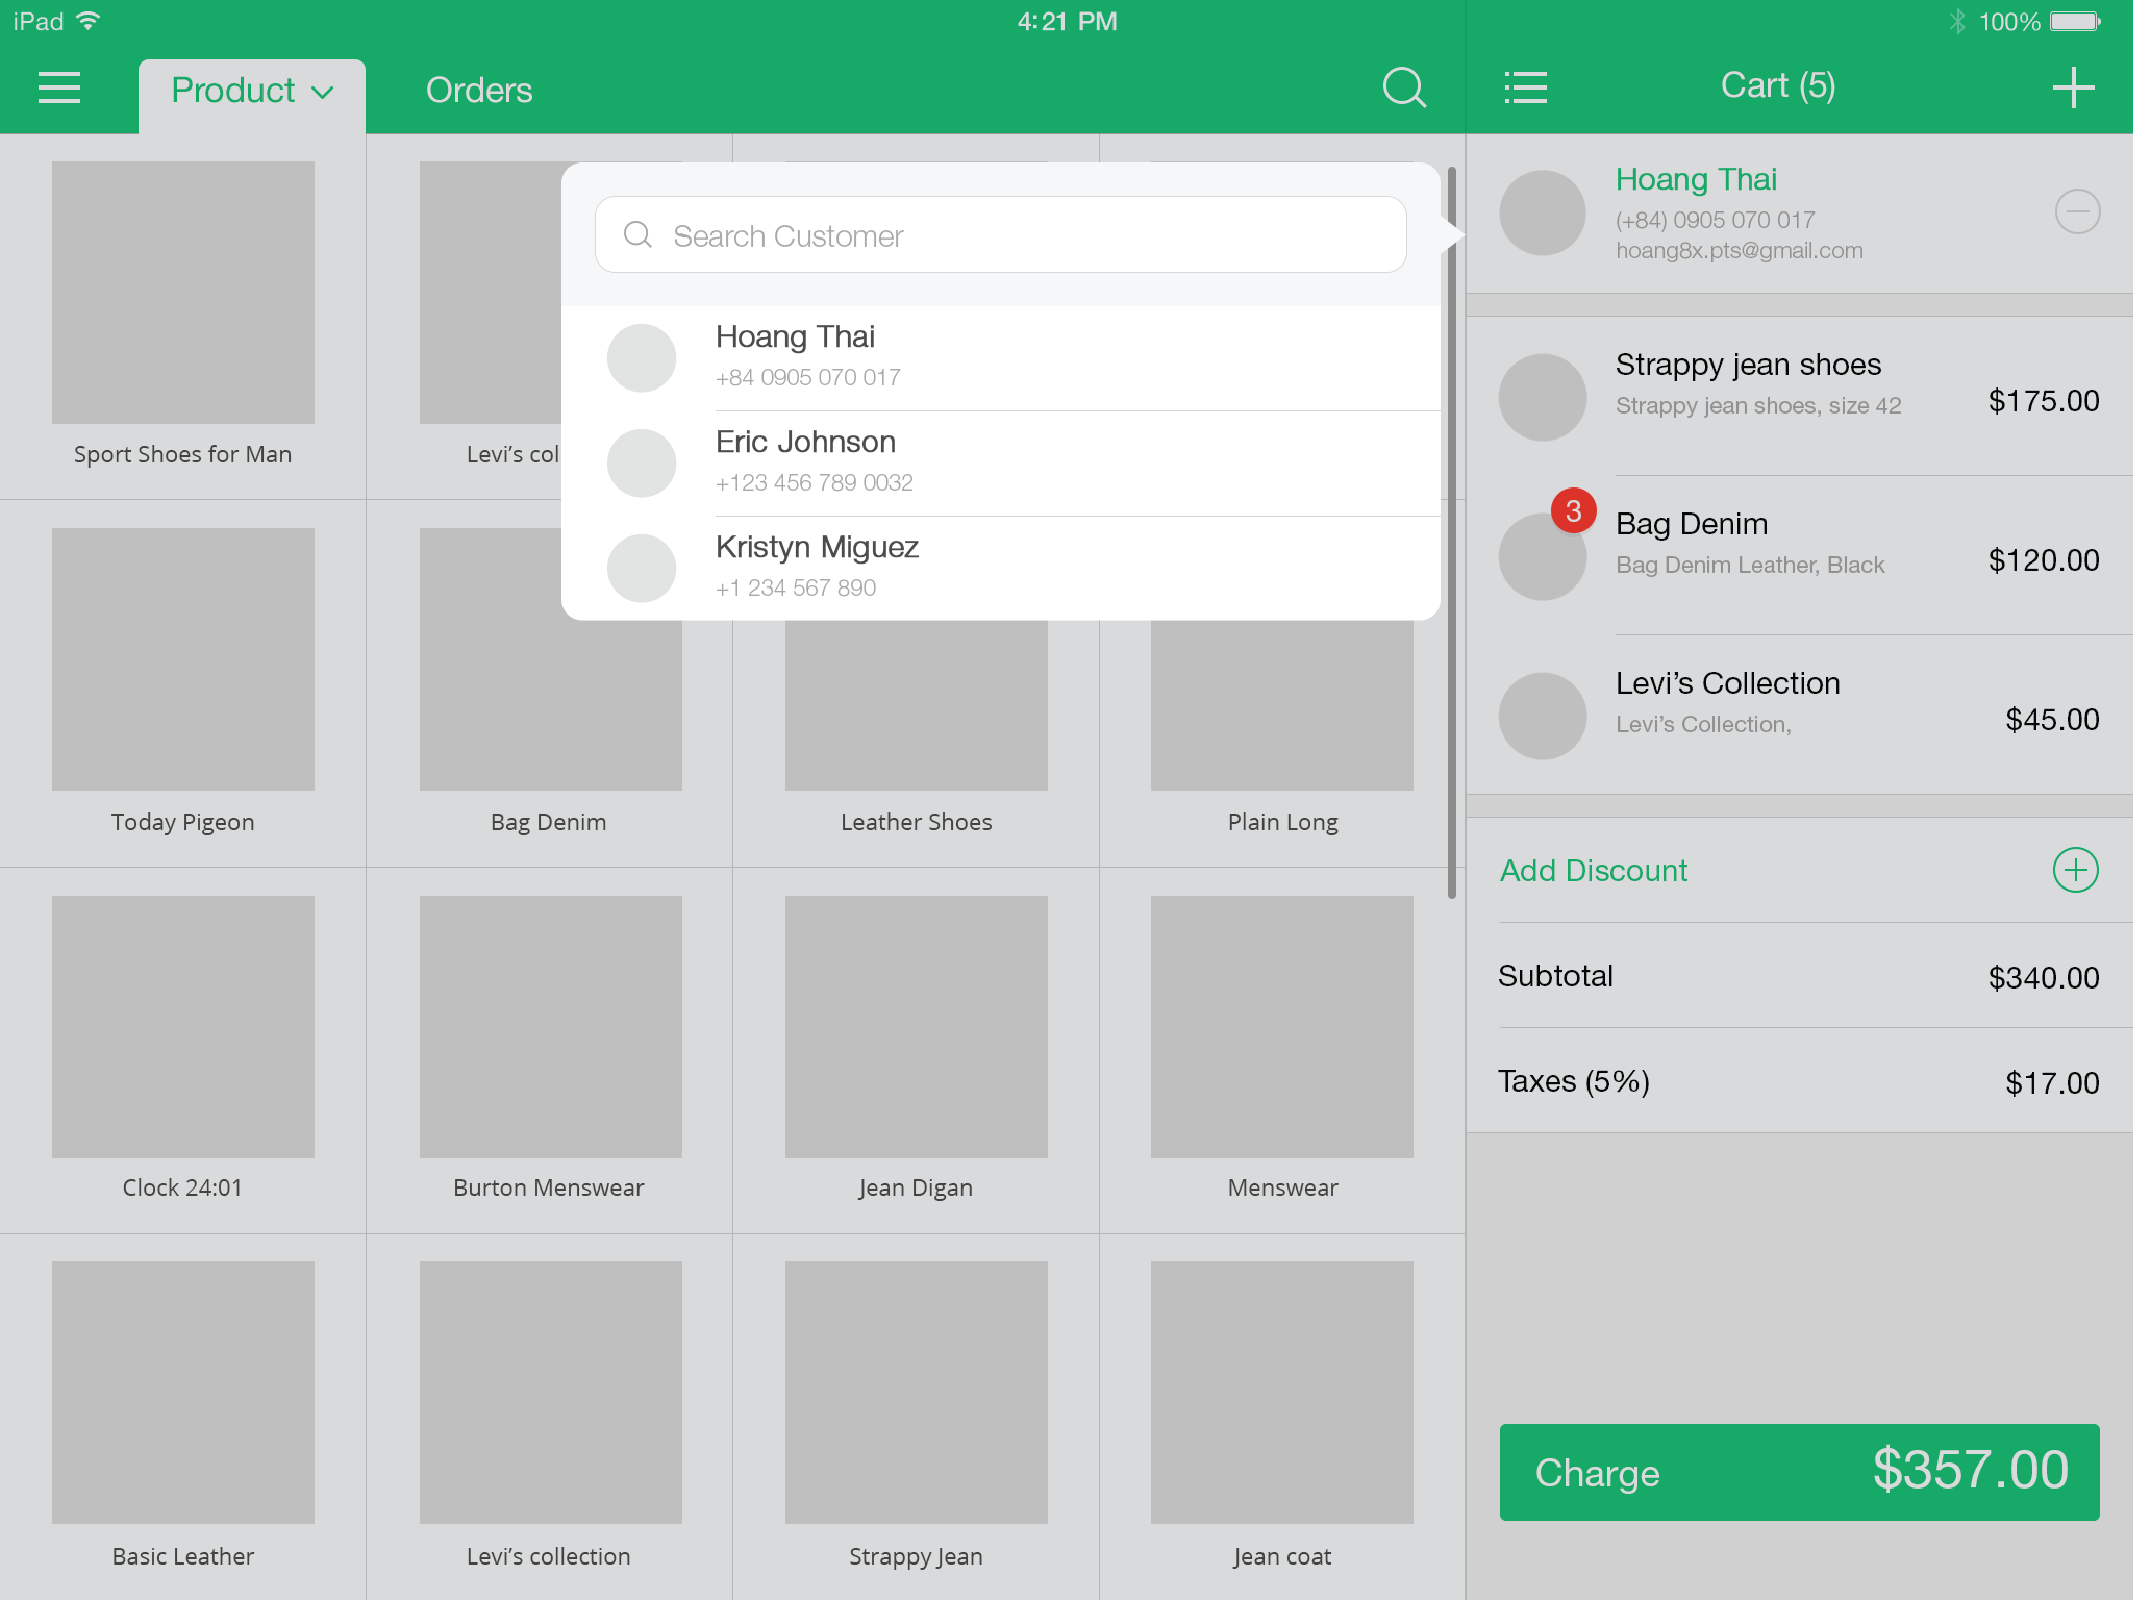 iPad
4:21 PM
100%
Product
Orders
Cart (5)
Search Customer
Hoang Thai
+84 0905 070 017
Eric Johnson
+123 456 789 0032
Kristyn Miguez
+1 234 567 890
Sport Shoes for Man
Levi’s col
Today Pigeon
Bag Denim
Leather Shoes
Plain Long
Clock 24:01
Burton Menswear
Jean Digan
Menswear
Basic Leather
Levi’s collection
Strappy Jean
Jean coat
Hoang Thai
(+84) 0905 070 017
hoang8x.pts@gmail.com
Strappy jean shoes
Strappy jean shoes, size 42
$175.00
3
Bag Denim
Bag Denim Leather, Black
$120.00
Levi’s Collection
Levi’s Collection,
$45.00
Add Discount
Subtotal
$340.00
Taxes (5%)
$17.00
Charge
$357.00